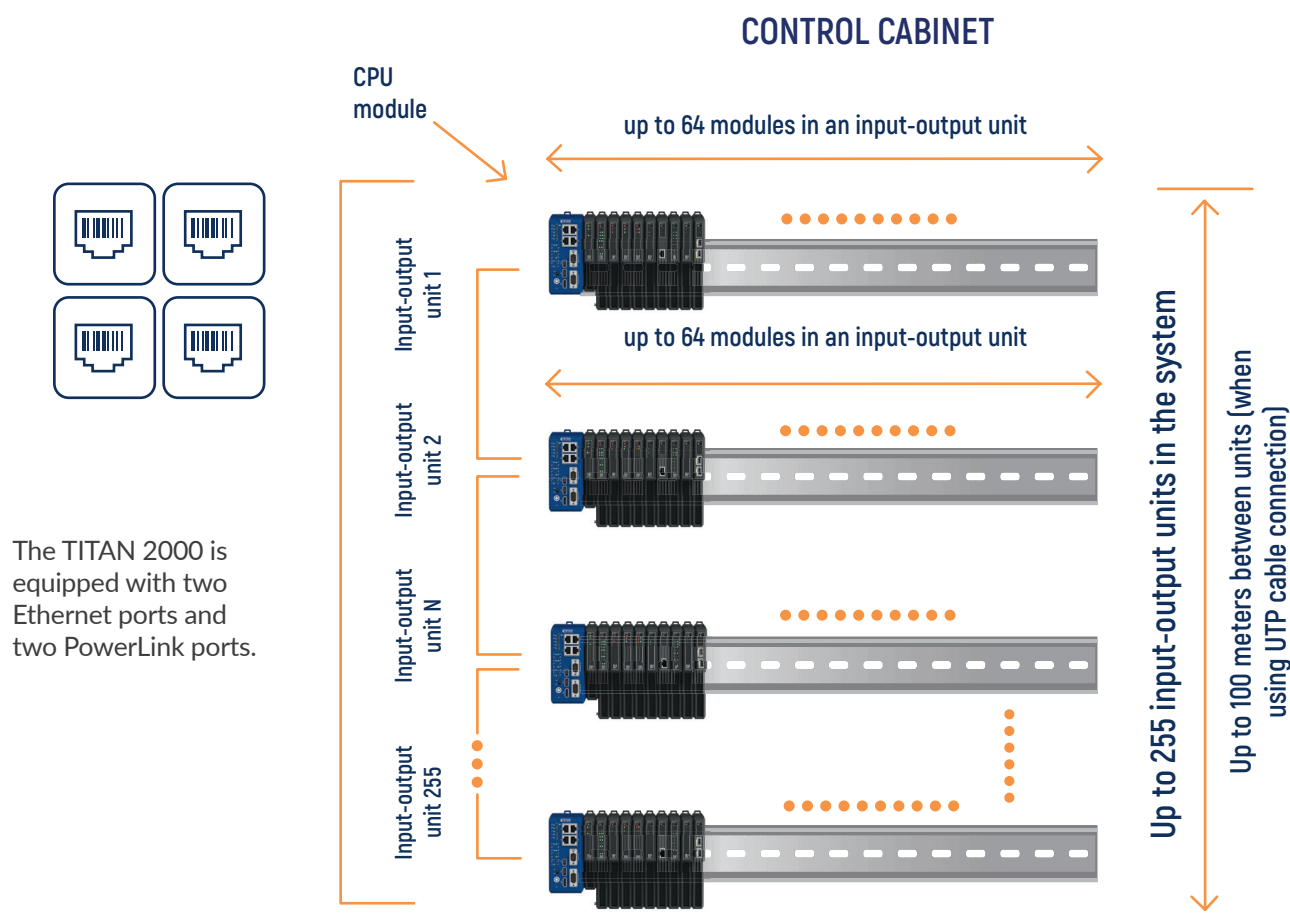 CONTROL CABINET
CPU
module
up to 64 modules in an input-output unit
Input-output
unit 1
up to 64 modules in an input-output unit
Input-output
unit 2
Input-output
unit N
Input-output
unit 255
Up to 255 input-output units in the system
Up to 100 meters between units (when
using UTP cable connection)
The TITAN 2000 is
equipped with two
Ethernet ports and
two PowerLink ports.